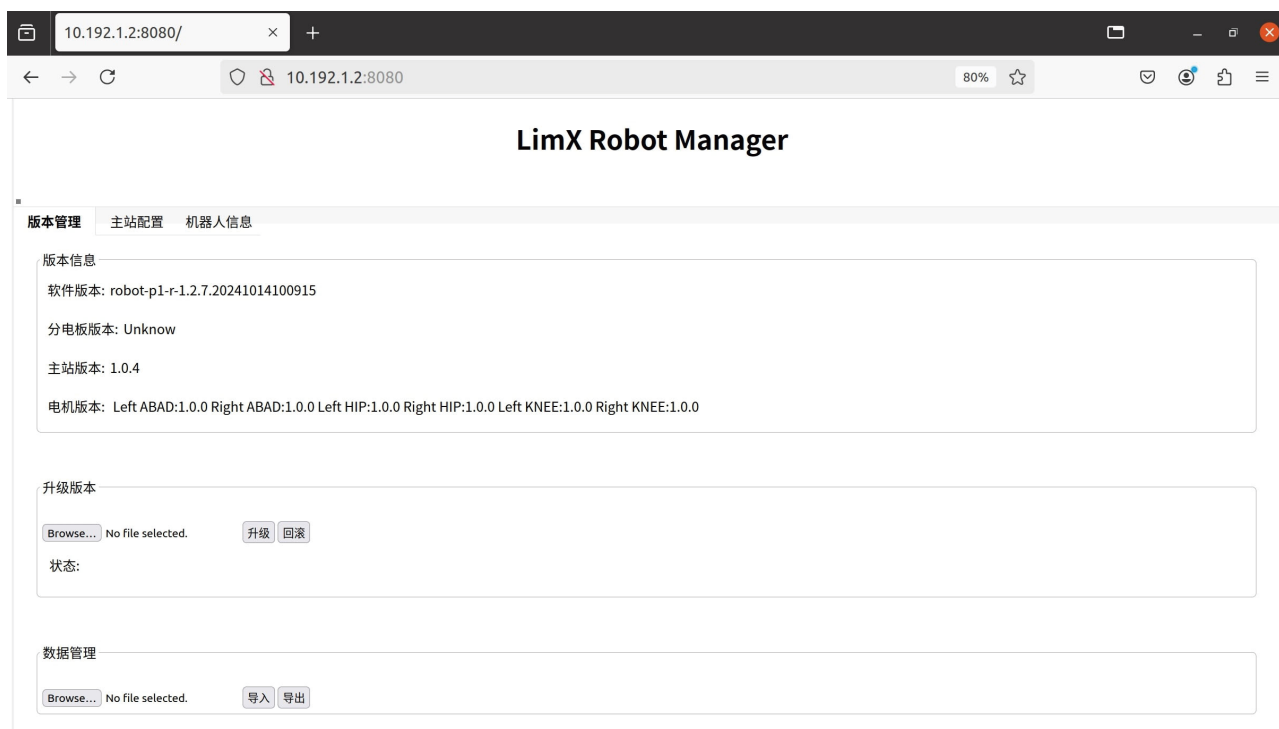 10.192.1.2:8080/
10.192.1.2:8080 80%
LimX Robot Manager
版本管理 主站配置 机器人信息
版本信息
软件版本: robot-p1-r-1.2.7.20241014100915
分电板版本: Unknow
主站版本: 1.0.4
电机版本: Left ABAD:1.0.0 Right ABAD:1.0.0 Left HIP:1.0.0 Right HIP:1.0.0 Left KNEE:1.0.0 Right KNEE:1.0.0
升级版本
Browse... No file selected. 升级 回滚
状态:
数据管理
Browse... No file selected. 导入 导出